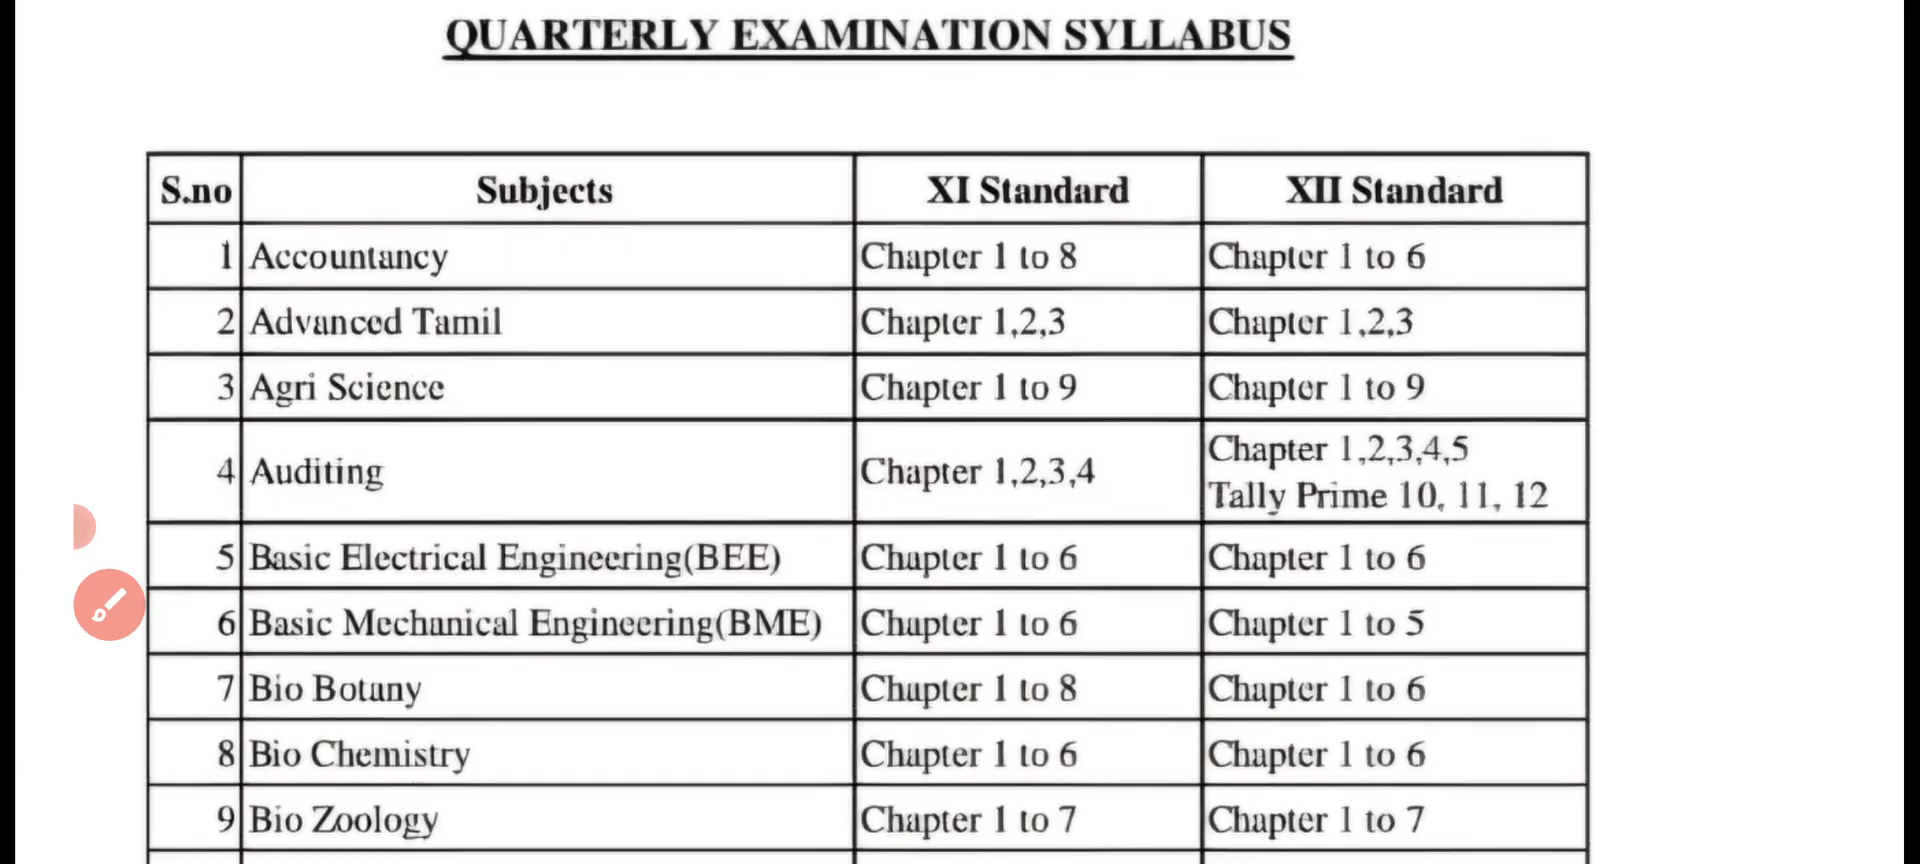 QUARTERLY EXAMINATION SYLLABUS
S.no Subjects XI Standard XII Standard
1 Accountancy Chapter 1 to 8 Chapter 1 to 6
2 Advanced Tamil Chapter 1,2,3 Chapter 1,2,3
3 Agri Science Chapter 1 to 9 Chapter 1 to 9
4 Auditing Chapter 1,2,3,4 Chapter 1,2,3,4,5
Tally Prime 10, 11, 12
5 Basic Electrical Engineering(BEE) Chapter 1 to 6 Chapter 1 to 6
6 Basic Mechanical Engineering(BME) Chapter 1 to 6 Chapter 1 to 5
7 Bio Botany Chapter 1 to 8 Chapter 1 to 6
8 Bio Chemistry Chapter 1 to 6 Chapter 1 to 6
9 Bio Zoology Chapter 1 to 7 Chapter 1 to 7